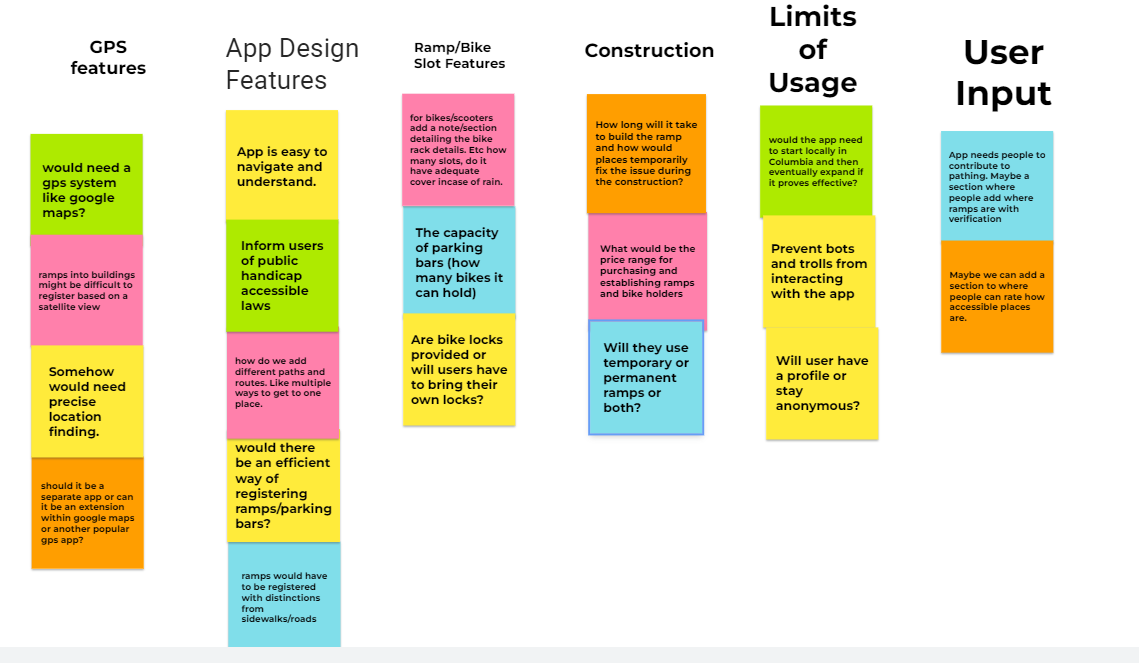 GPS
features
would need a
gps system
like google
maps?
ramps into buildings
might be difficult to
register based on a
satellite view
Somehow
would need
precise
location
finding.
should it be a
separate app or can
it be an extension
within google maps
or another popular
gps app?
App Design
Features
App is easy to
navigate and
understand.
Inform users
of public
handicap
accessible
laws
how do we add
different paths and
routes. Like multiple
ways to get to one
place.
would there
be an efficient
way of
registering
ramps/parking
bars?
ramps would have
to be registered
with distinctions
from
sidewalks/roads
Ramp/Bike
Slot Features
for bikes/scooters
add a note/section
detailing the bike
rack details. Etc how
many slots, do it
have adequate
cover incase of rain.
The capacity
of parking
bars (how
many bikes it
can hold)
Are bike locks
provided or
will users have
to bring their
own locks?
Construction
How long will it take
to build the ramp
and how would
places temporarily
fix the issue during
the construction?
What would be the
price range for
purchasing and
establishing ramps
and bike holders
Will they use
temporary or
permanent
ramps or
both?
Limits
of
Usage
would the app need
to start locally in
Columbia and then
eventually expand if
it proves effective?
Prevent bots
and trolls from
interacting
with the app
Will user have
a profile or
stay
anonymous?
User
Input
App needs people to
contribute to
pathing. Maybe a
section where
people add where
ramps are with
verification
Maybe we can add a
section to where
people can rate how
accessible places
are.